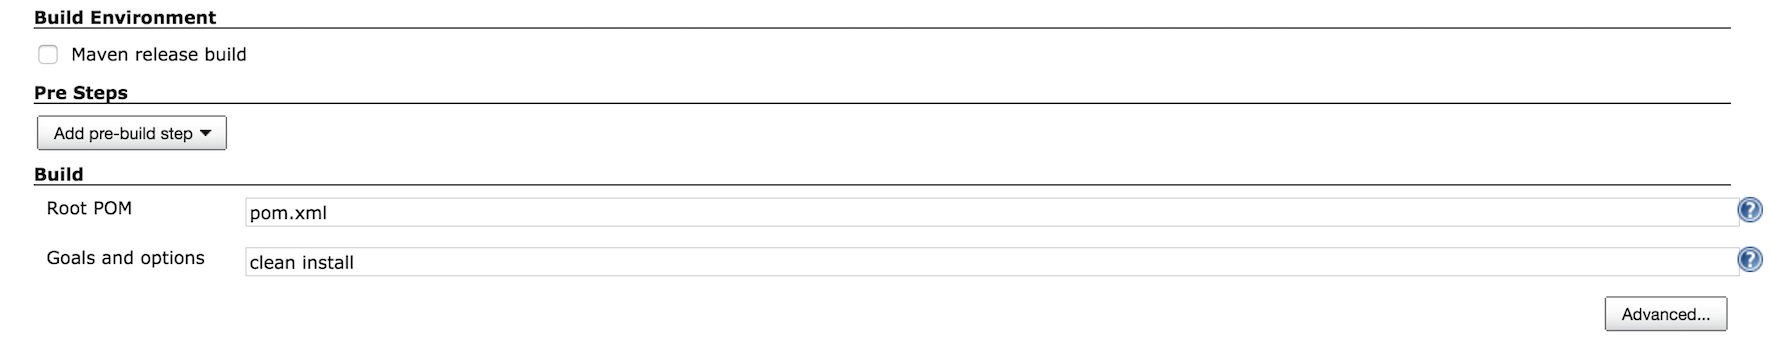 Build Environment
Maven release build
Pre Steps
Add pre-build step
Build
Root POM
pom.xml
Goals and options
clean install
Advanced...